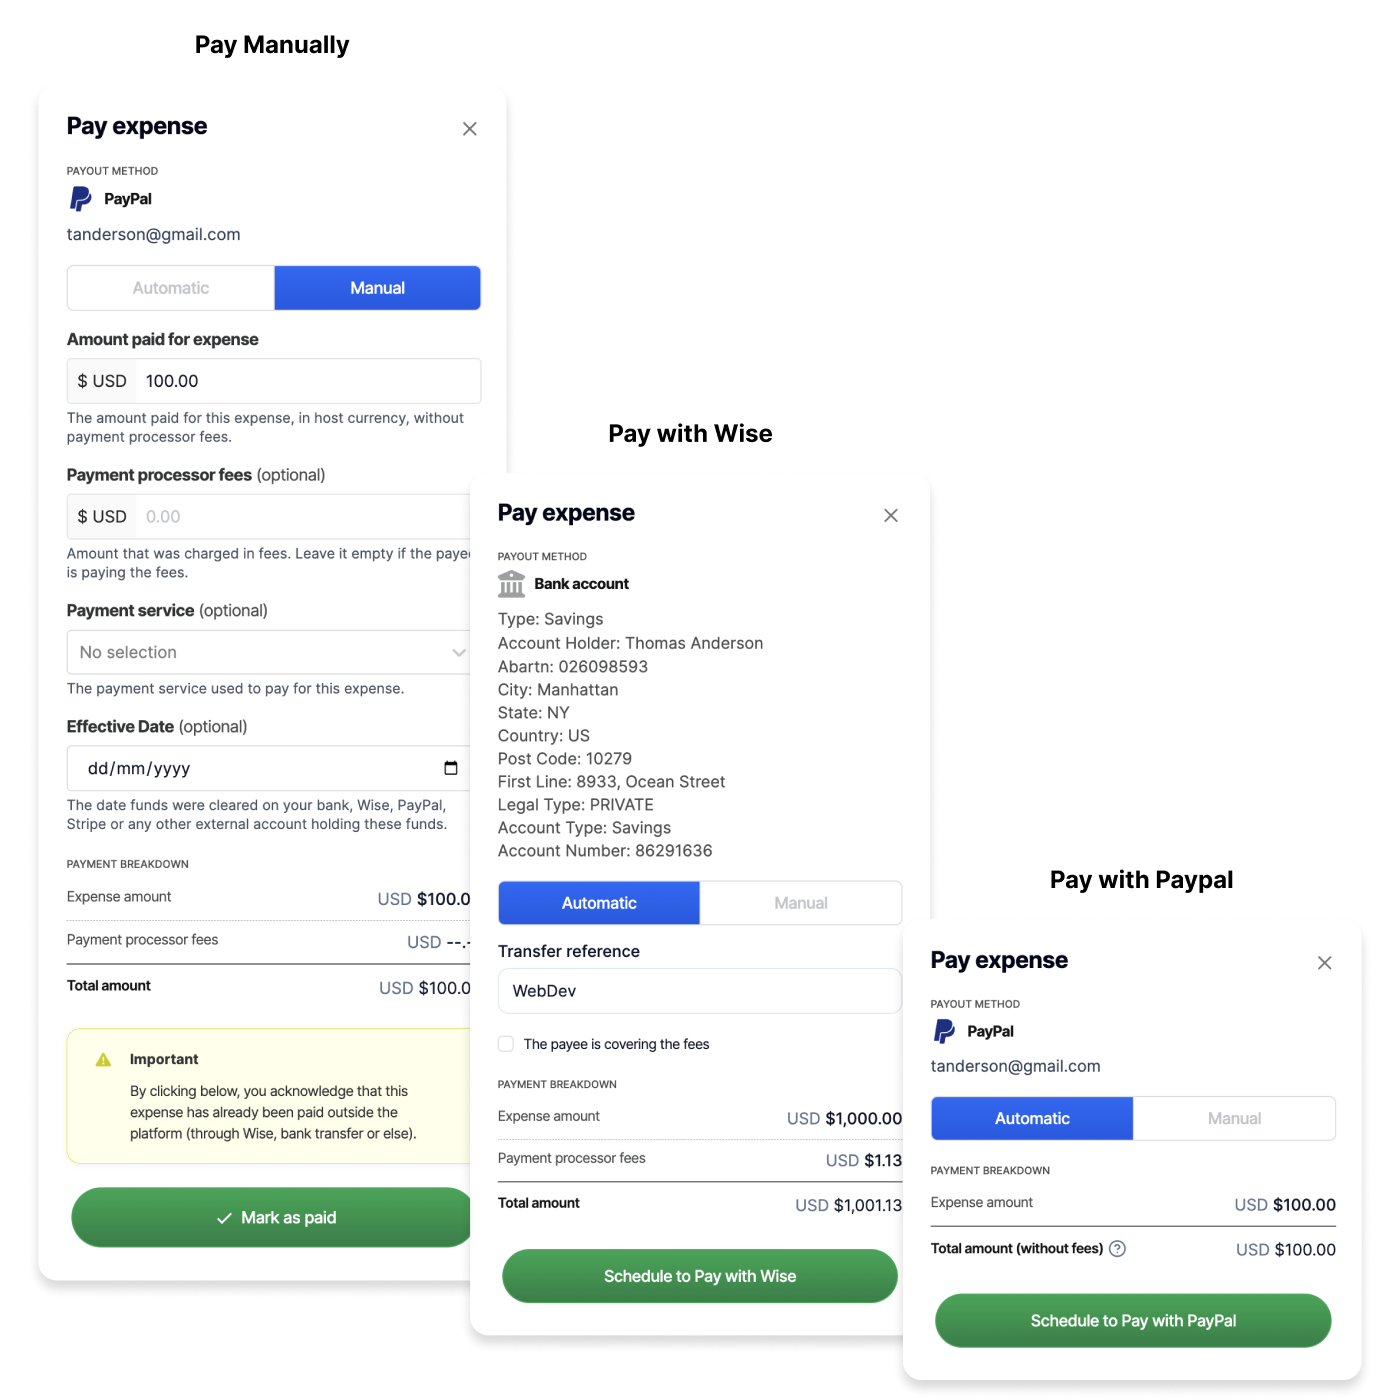 Pay Manually
Pay expense
PAYOUT METHOD
PayPal
tanderson@gmail.com
Automatic
Manual
Amount paid for expense
$ USD 100.00
The amount paid for this expense, in host currency, without
payment processor fees.
Payment processor fees (optional)
$ USD 0.00
Amount that was charged in fees. Leave it empty if the payee
is paying the fees.
Payment service (optional)
No selection
The payment service used to pay for this expense.
Effective Date (optional)
dd/mm/yyyy
The date funds were cleared on your bank, Wise, PayPal,
Stripe or any other external account holding these funds.
PAYMENT BREAKDOWN
Expense amount USD $100.0
Payment processor fees USD --.-
Total amount USD $100.0
Important
By clicking below, you acknowledge that this
expense has already been paid outside the
platform (through Wise, bank transfer or else).
Mark as paid
Pay with Wise
Pay expense
PAYOUT METHOD
Bank account
Type: Savings
Account Holder: Thomas Anderson
Abartn: 026098593
City: Manhattan
State: NY
Country: US
Post Code: 10279
First Line: 8933, Ocean Street
Legal Type: PRIVATE
Account Type: Savings
Account Number: 86291636
Automatic
Manual
Transfer reference
WebDev
The payee is covering the fees
PAYMENT BREAKDOWN
Expense amount USD $1,000.00
Payment processor fees USD $1.13
Total amount USD $1,001.13
Schedule to Pay with Wise
Pay with Paypal
Pay expense
PAYOUT METHOD
PayPal
tanderson@gmail.com
Automatic
Manual
PAYMENT BREAKDOWN
Expense amount USD $100.00
Total amount (without fees) ? USD $100.00
Schedule to Pay with PayPal